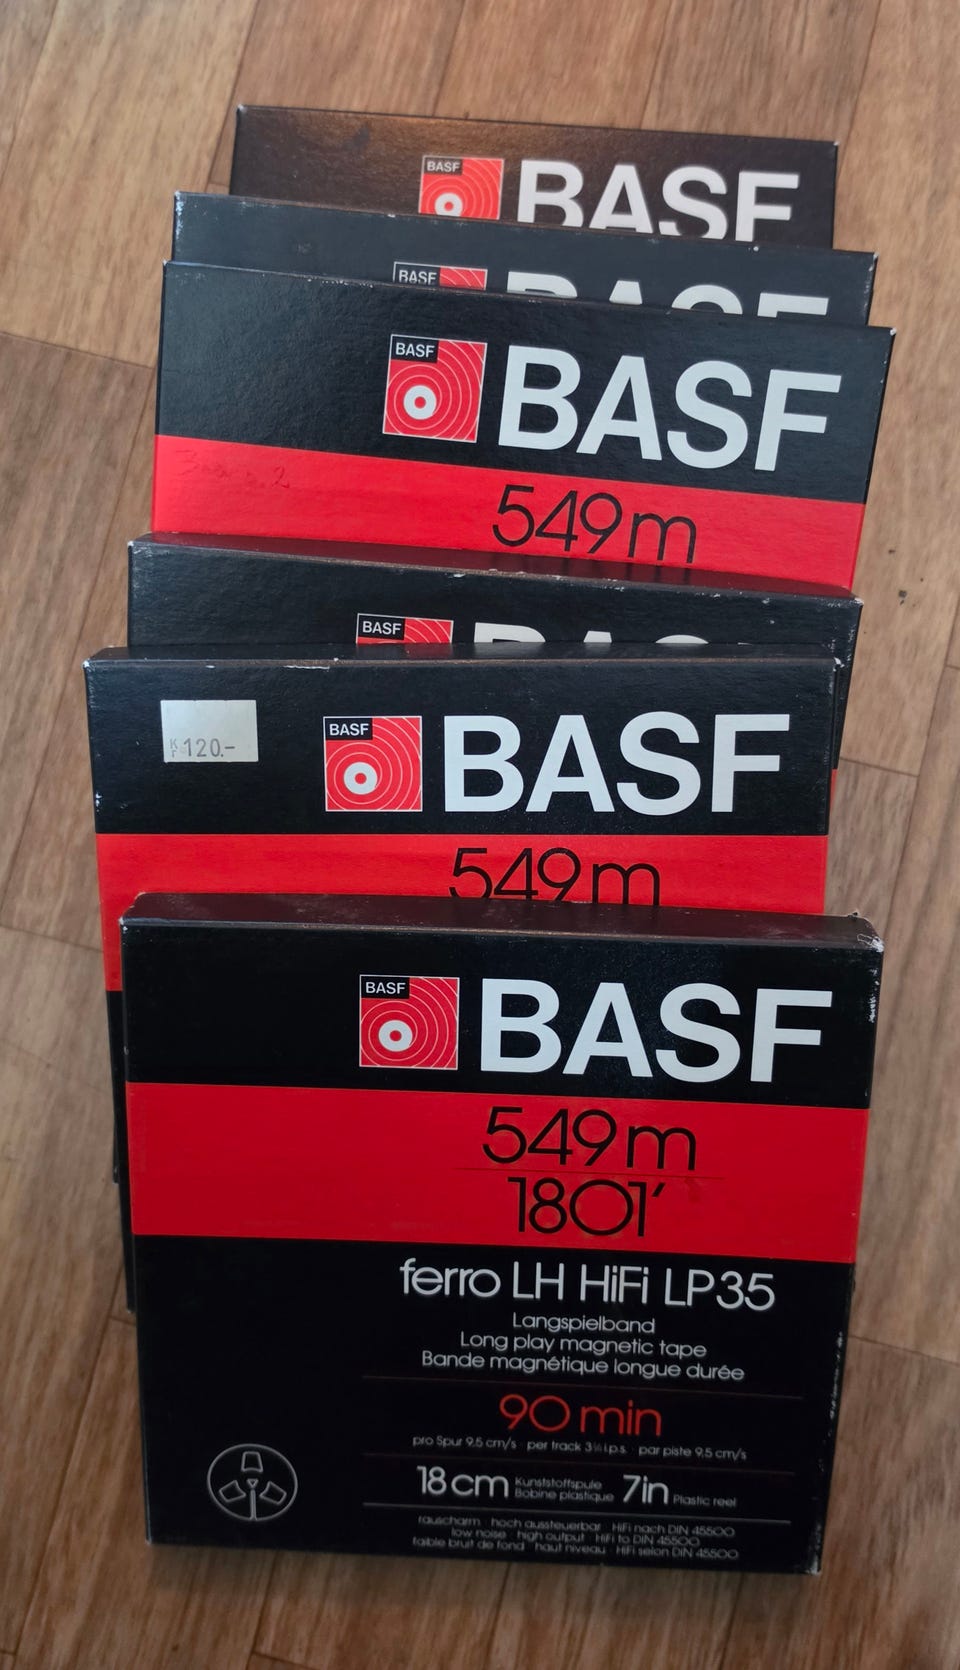 BASF
BASF
BASF
BASF
BASF
BASF
549m
BASF
BASF
Kr 120.-
BASF
BASF
549m
BASF
BASF
549m
1801'
ferro LH HiFi LP35
Langspielband
Long play magnetic tape
Bande magnétique longue durée
90 min
pro Spur 9.5 cm/s · per track 3¾ i.p.s. · par piste 9,5 cm/s
18cm Kunststoffspule
Bobine plastique 7in Plastic reel
rauscharm · hoch aussteuerbar · HiFi nach DIN 45500
low noise · high output · HiFi to DIN 45500
faible bruit de fond · haut niveau · HiFi selon DIN 45500